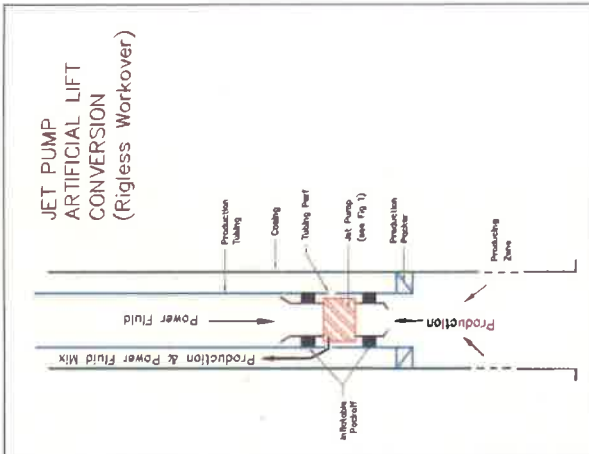 JET PUMP
ARTIFICIAL LIFT
CONVERSION
(Rigless Workover)
Production
Tubing
Casing
Tubing Perf
Jet Pump
(see Fig 1)
Production
Packer
Producing
Zone
Power Fluid
Production & Power Fluid Mix
Production
Inflatable
Packoff